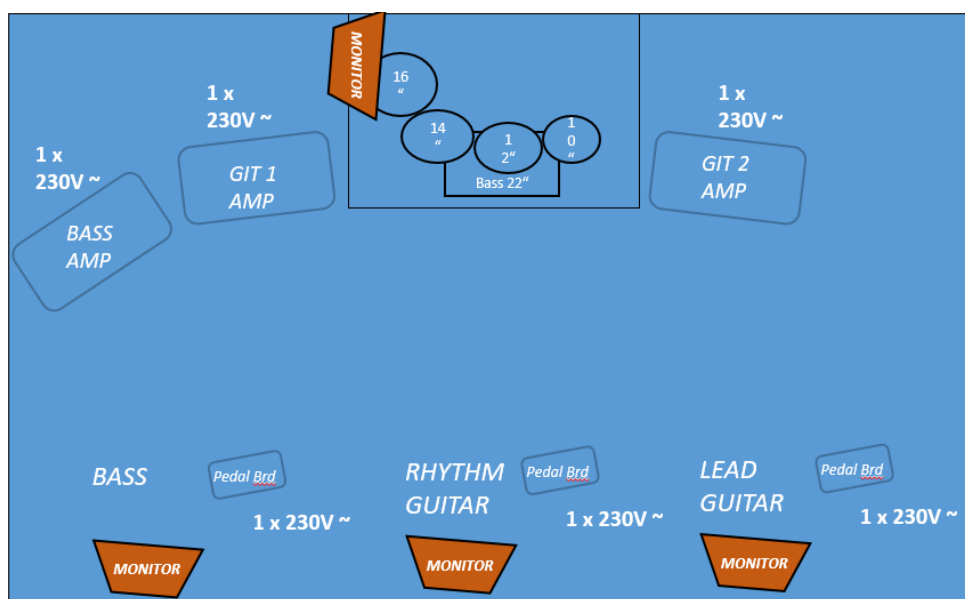 MONITOR
16
“
14
“
1
2“
1
0
“
Bass 22“
1 x
230V ~
GIT 1
AMP
1 x
230V ~
BASS
AMP
1 x
230V ~
GIT 2
AMP
BASS
Pedal Brd
1 x 230V ~
MONITOR
RHYTHM
GUITAR
Pedal Brd
1 x 230V ~
MONITOR
LEAD
GUITAR
Pedal Brd
1 x 230V ~
MONITOR